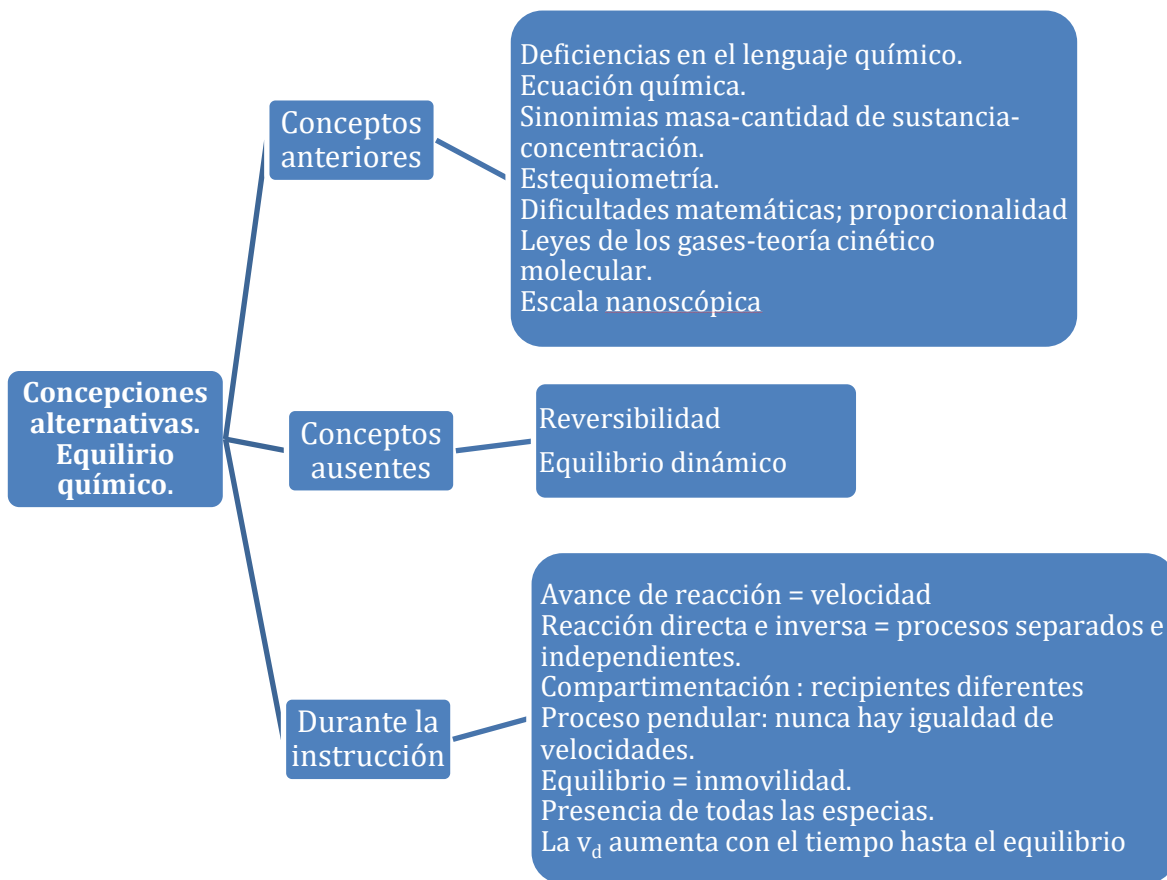 Concepciones
alternativas.
Equilirio
químico.
Conceptos
anteriores
Deficiencias en el lenguaje químico.
Ecuación química.
Sinonimias masa-cantidad de sustancia-
concentración.
Estequiometría.
Dificultades matemáticas; proporcionalidad
Leyes de los gases-teoría cinético
molecular.
Escala nanoscópica
Conceptos
ausentes
Reversibilidad
Equilibrio dinámico
Durante la
instrucción
Avance de reacción = velocidad
Reacción directa e inversa = procesos separados e
independientes.
Compartimentación : recipientes diferentes
Proceso pendular: nunca hay igualdad de
velocidades.
Equilibrio = inmovilidad.
Presencia de todas las especias.
La vd aumenta con el tiempo hasta el equilibrio